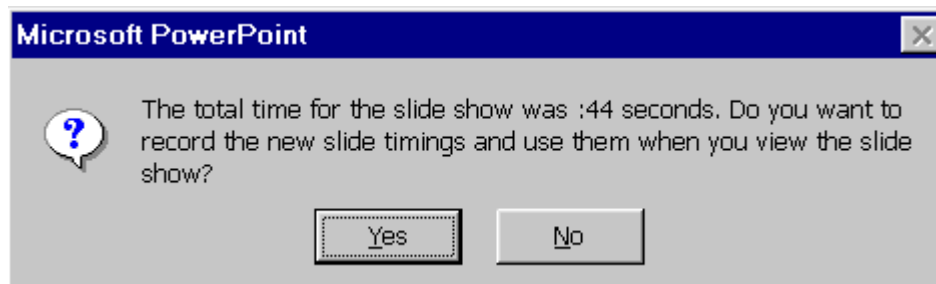 Microsoft PowerPoint
The total time for the slide show was :44 seconds. Do you want to
record the new slide timings and use them when you view the slide
show?
Yes No